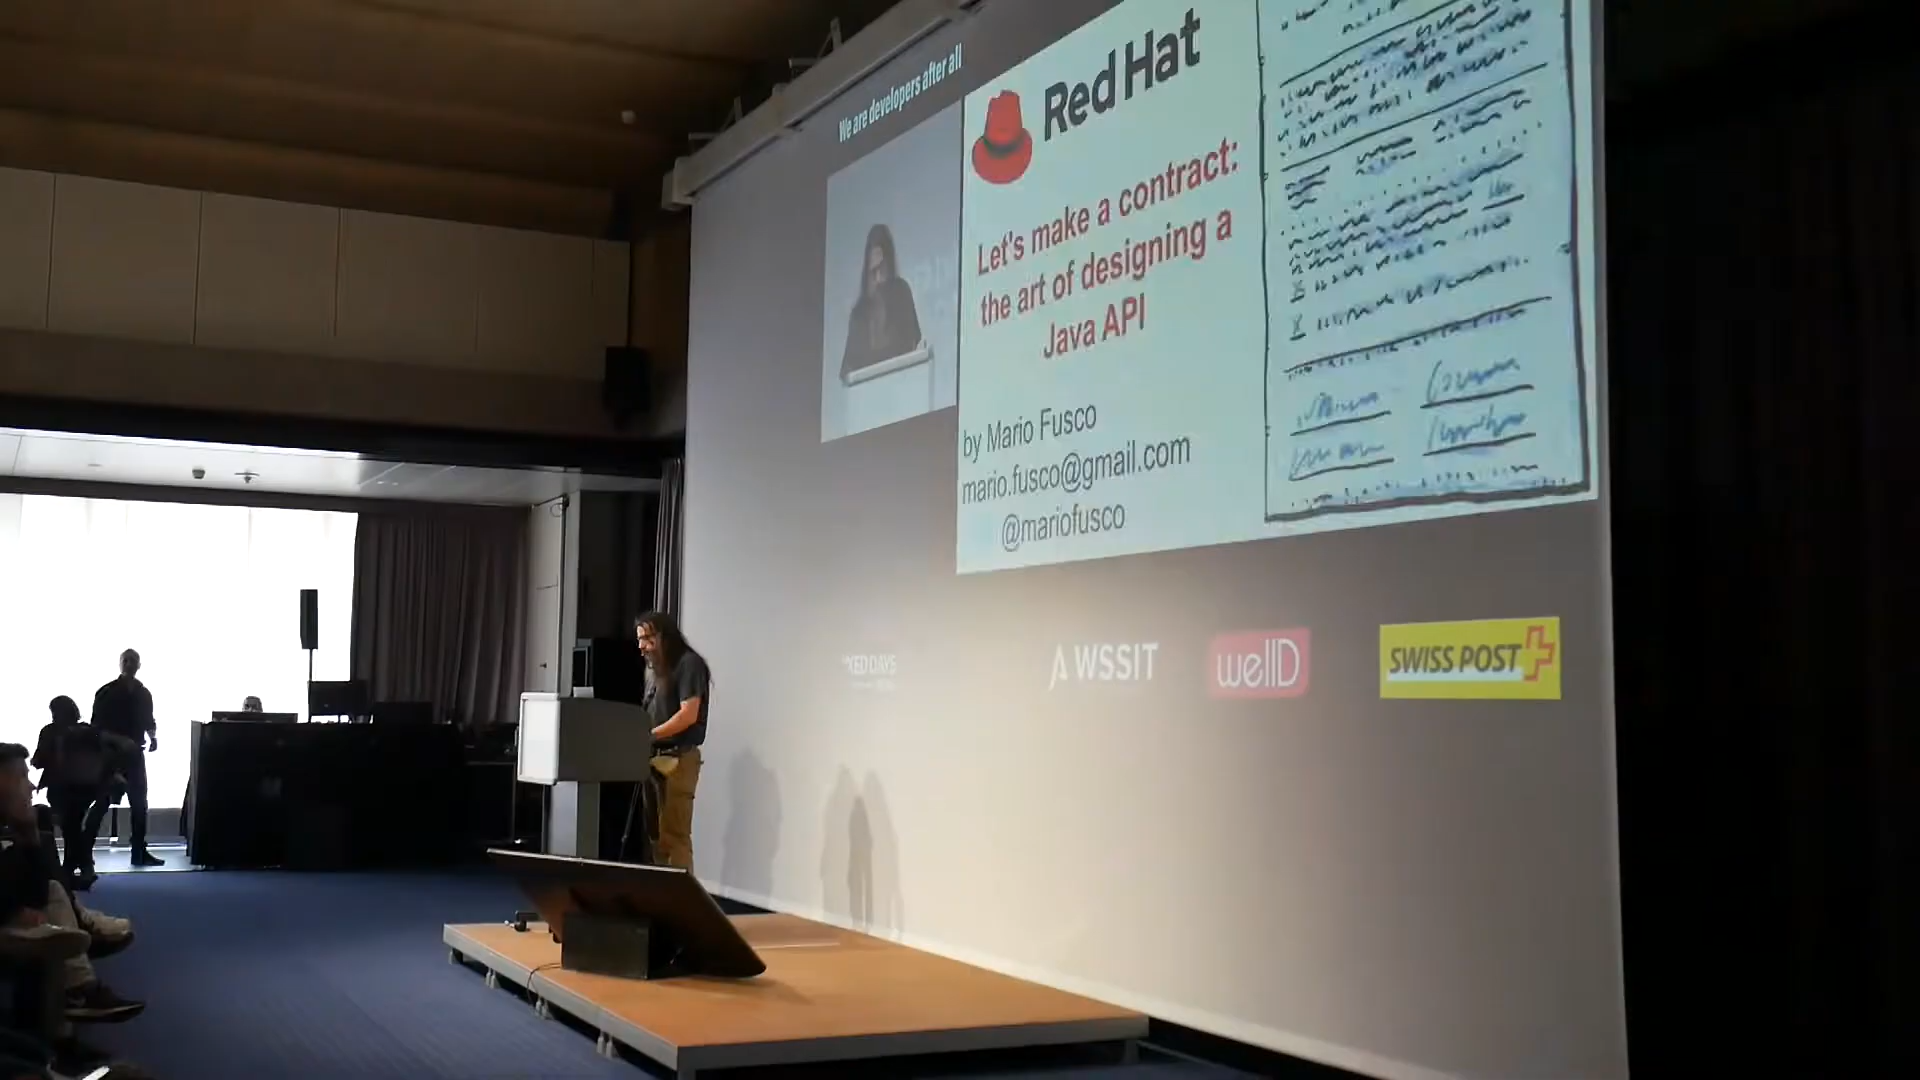 We are developers after all
Red Hat
Let's make a contract:
the art of designing a
Java API
by Mario Fusco
mario.fusco@gmail.com
@mariofusco
WSSIT
wellD
SWISS POST